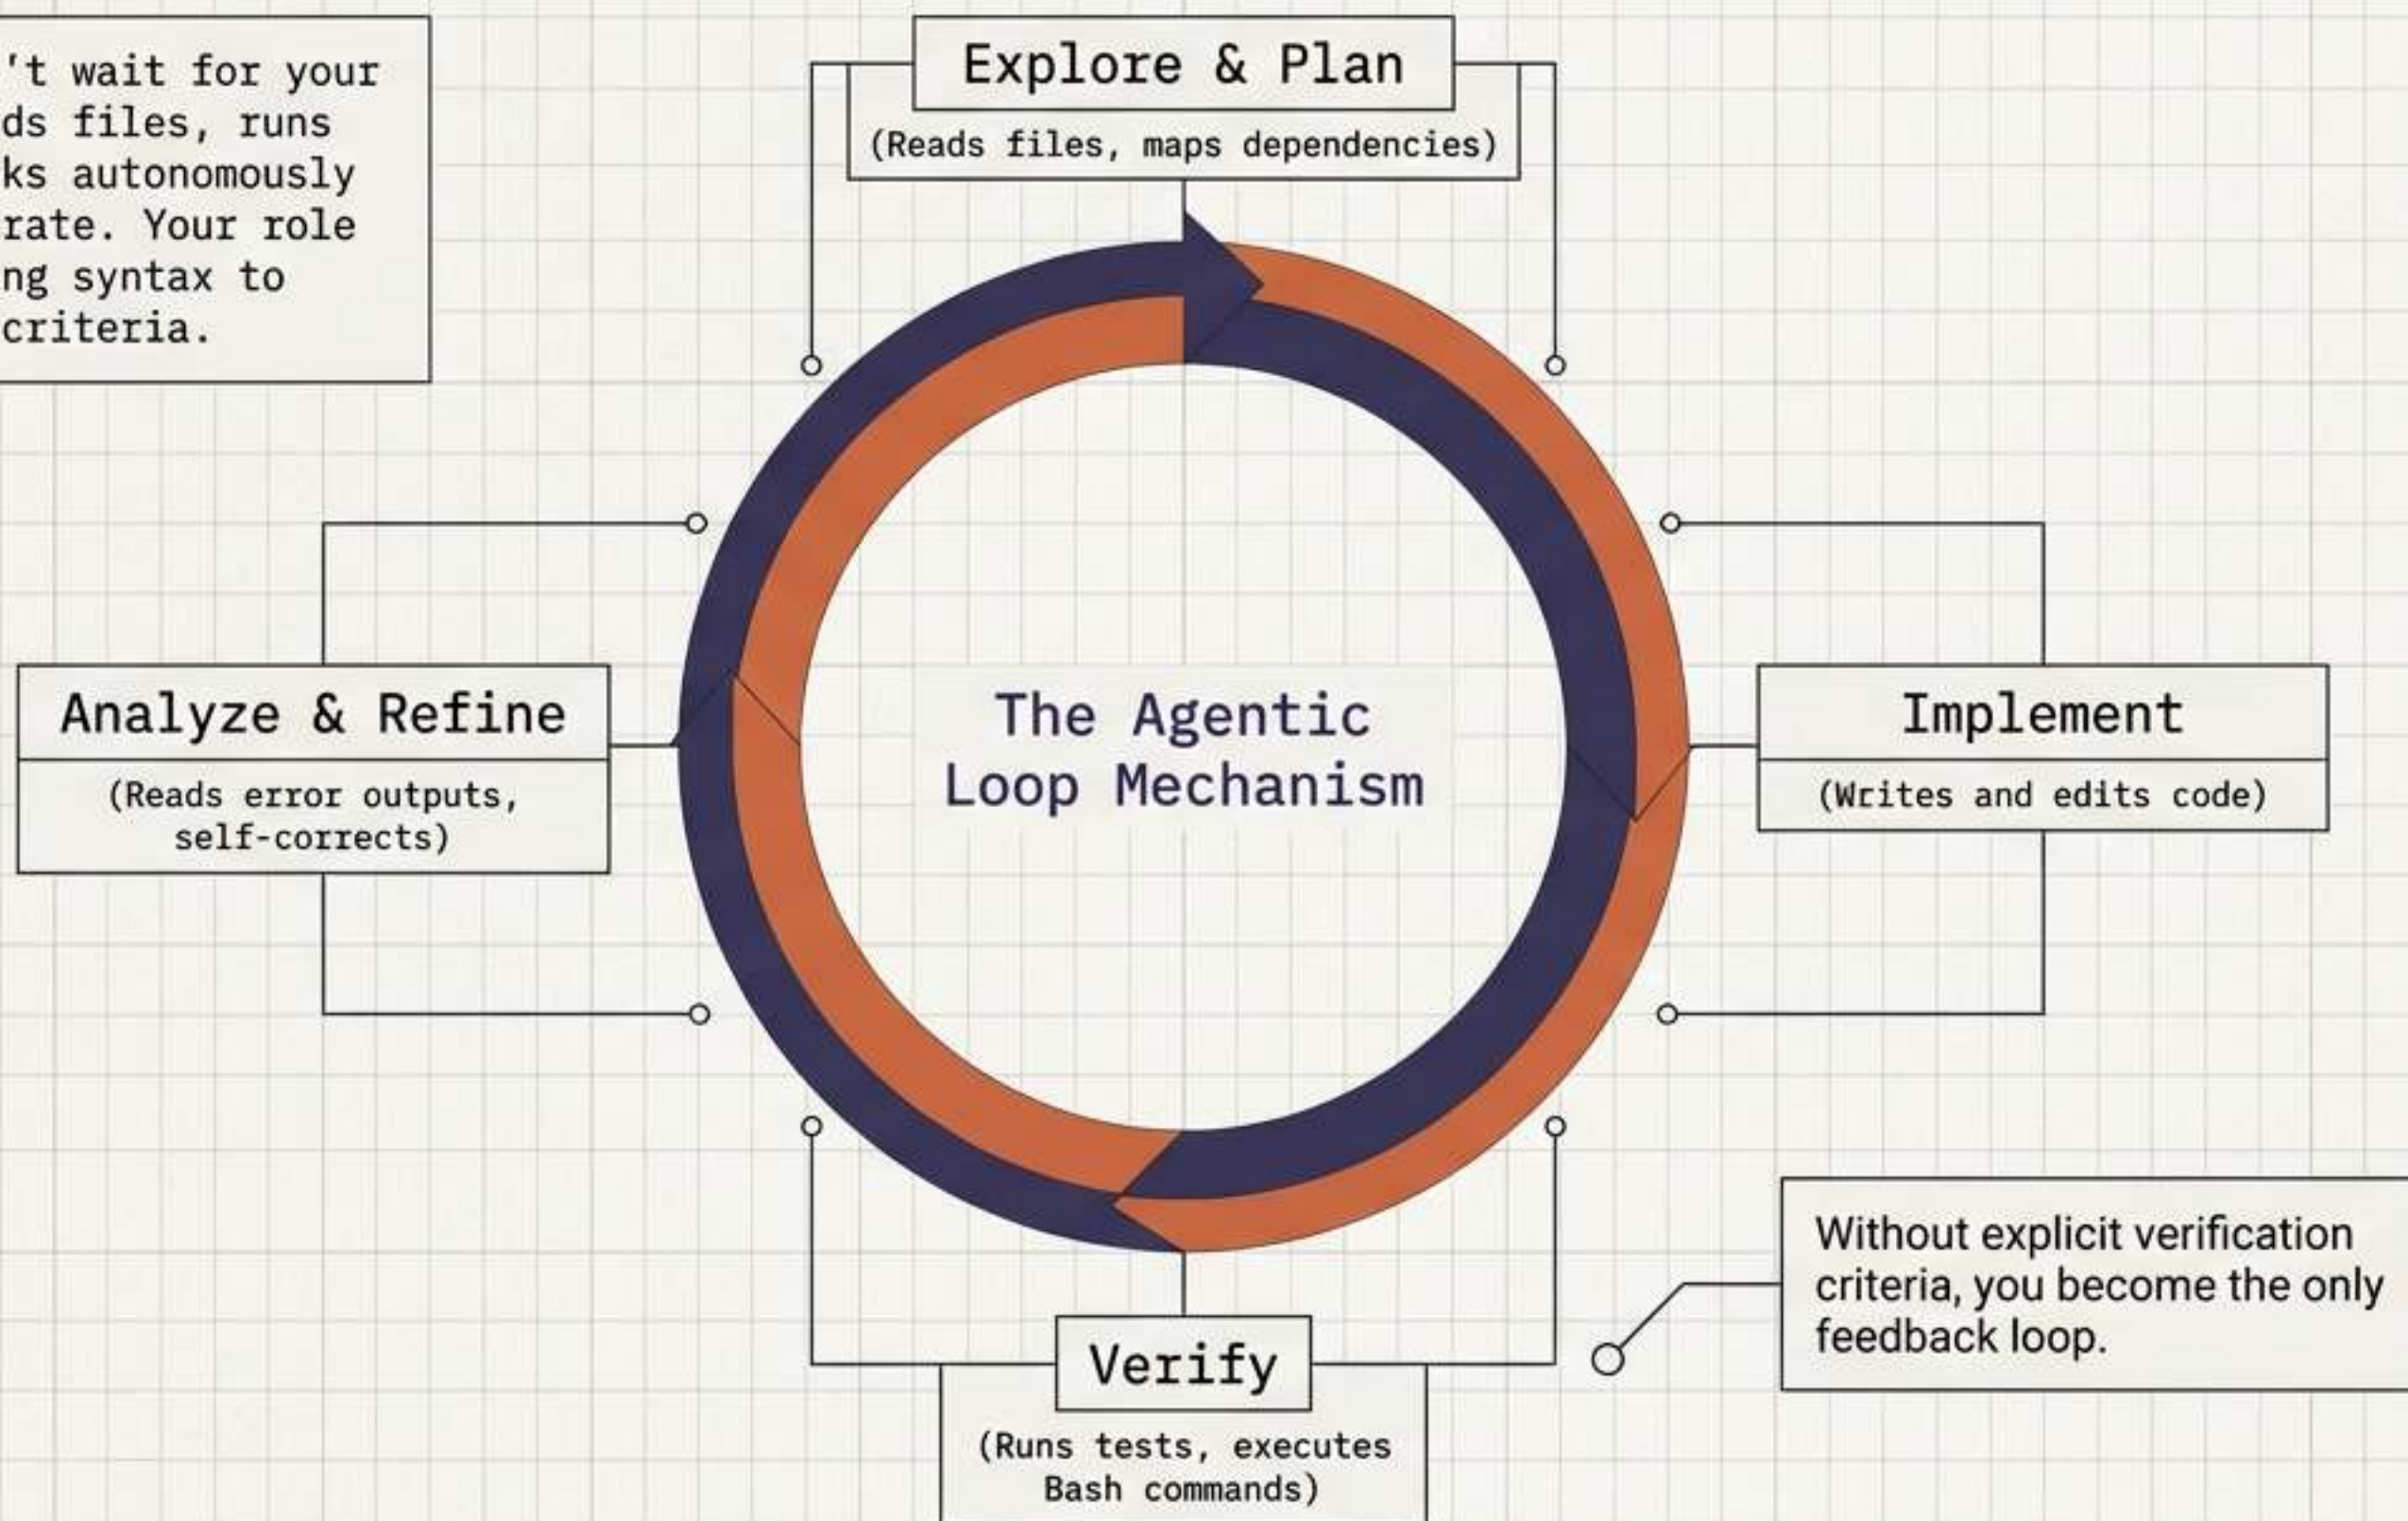 't wait for your
ds files, runs
ks autonomously
rate. Your role
ng syntax to
criteria.
Explore & Plan
(Reads files, maps dependencies)
Analyze & Refine
(Reads error outputs,
self-corrects)
The Agentic
Loop Mechanism
Implement
(Writes and edits code)
Verify
(Runs tests, executes
Bash commands)
Without explicit verification
criteria, you become the only
feedback loop.